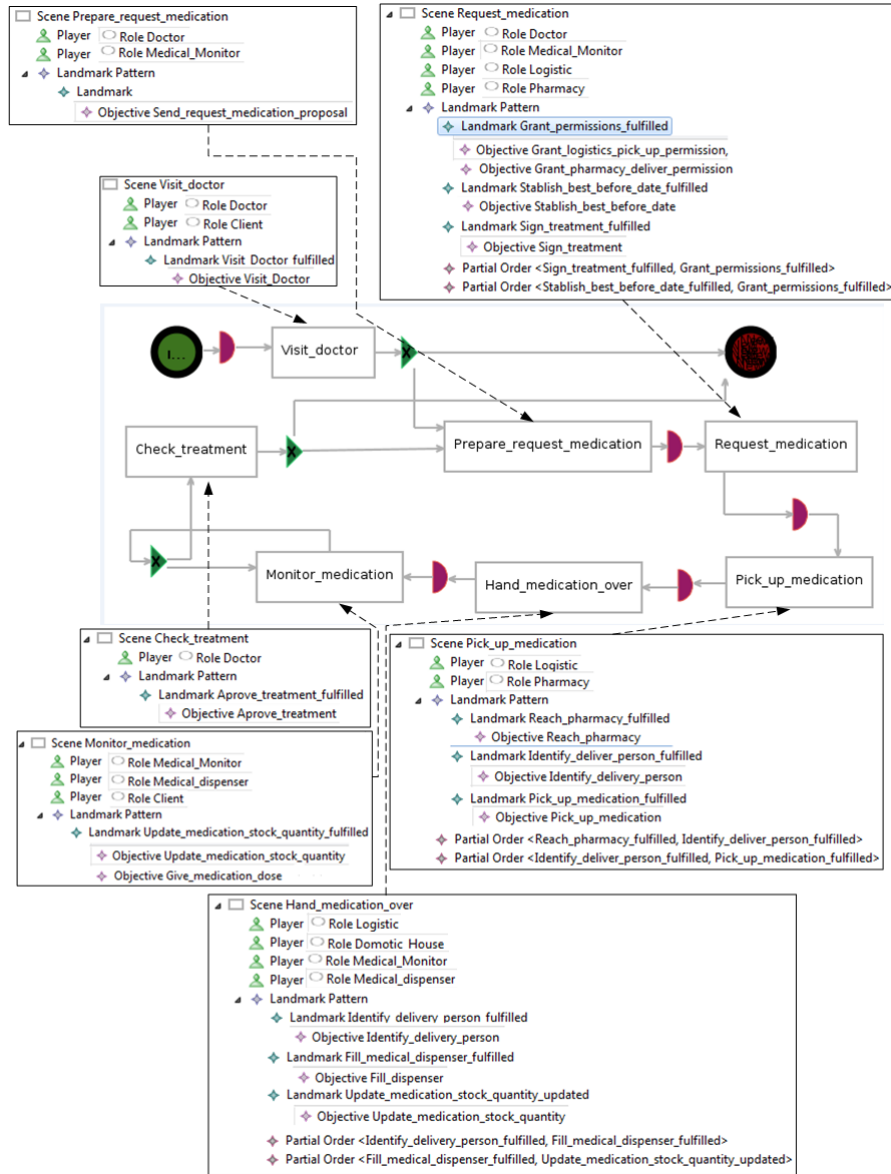 Scene Prepare_request_medication
Player Role Doctor
Player Role Medical_Monitor
Landmark Pattern
Landmark
Objective Send_request_medication_proposal
Scene Request_medication
Player Role Doctor
Player Role Medical_Monitor
Player Role Logistic
Player Role Pharmacy
Landmark Pattern
Landmark Grant_permissions_fulfilled
Objective Grant_logistics_pick_up_permission,
Objective Grant_pharmacy_deliver_permission
Landmark Stablish_best_before_date_fulfilled
Objective Stablish_best_before_date
Landmark Sign_treatment_fulfilled
Objective Sign_treatment
Partial Order <Sign_treatment_fulfilled, Grant_permissions_fulfilled>
Partial Order <Stablish_best_before_date_fulfilled, Grant_permissions_fulfilled>
Scene Visit_doctor
Player Role Doctor
Player Role Client
Landmark Pattern
Landmark Visit_Doctor_fulfilled
Objective Visit_Doctor
I...
Visit_doctor
X
Check_treatment
X
Prepare_request_medication
Request_medication
X
Monitor_medication
Hand_medication_over
Pick_up_medication
Scene Check_treatment
Player Role Doctor
Landmark Pattern
Landmark Aprove_treatment_fulfilled
Objective Aprove_treatment
Scene Pick_up_medication
Player Role Logistic
Player Role Pharmacy
Landmark Pattern
Landmark Reach_pharmacy_fulfilled
Objective Reach_pharmacy
Landmark Identify_deliver_person_fulfilled
Objective Identify_delivery_person
Landmark Pick_up_medication_fulfilled
Objective Pick_up_medication
Partial Order <Reach_pharmacy_fulfilled, Identify_deliver_person_fulfilled>
Partial Order <Identify_deliver_person_fulfilled, Pick_up_medication_fulfilled>
Scene Monitor_medication
Player Role Medical_Monitor
Player Role Medical_dispenser
Player Role Client
Landmark Pattern
Landmark Update_medication_stock_quantity_fulfilled
Objective Update_medication_stock_quantity
Objective Give_medication_dose
Scene Hand_medication_over
Player Role Logistic
Player Role Domotic_House
Player Role Medical_Monitor
Player Role Medical_dispenser
Landmark Pattern
Landmark Identify_delivery_person_fulfilled
Objective Identify_delivery_person
Landmark Fill_medical_dispenser_fulfilled
Objective Fill_dispenser
Landmark Update_medication_stock_quantity_updated
Objective Update_medication_stock_quantity
Partial Order <Identify_delivery_person_fulfilled, Fill_medical_dispenser_fulfilled>
Partial Order <Fill_medical_dispenser_fulfilled, Update_medication_stock_quantity_updated>